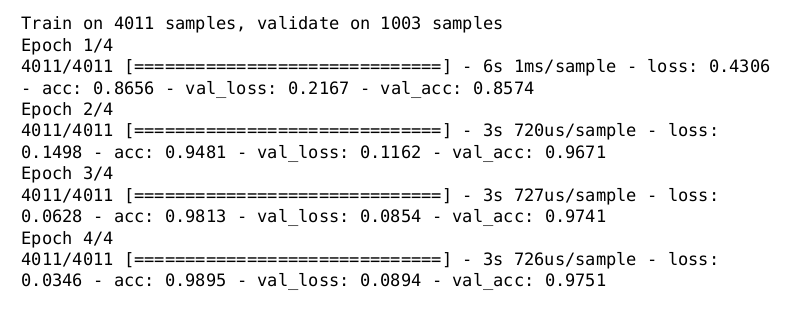 Train on 4011 samples, validate on 1003 samples
Epoch 1/4
4011/4011 [==============================] - 6s 1ms/sample - loss: 0.4306
- acc: 0.8656 - val_loss: 0.2167 - val_acc: 0.8574
Epoch 2/4
4011/4011 [==============================] - 3s 720us/sample - loss:
0.1498 - acc: 0.9481 - val_loss: 0.1162 - val_acc: 0.9671
Epoch 3/4
4011/4011 [==============================] - 3s 727us/sample - loss:
0.0628 - acc: 0.9813 - val_loss: 0.0854 - val_acc: 0.9741
Epoch 4/4
4011/4011 [==============================] - 3s 726us/sample - loss:
0.0346 - acc: 0.9895 - val_loss: 0.0894 - val_acc: 0.9751